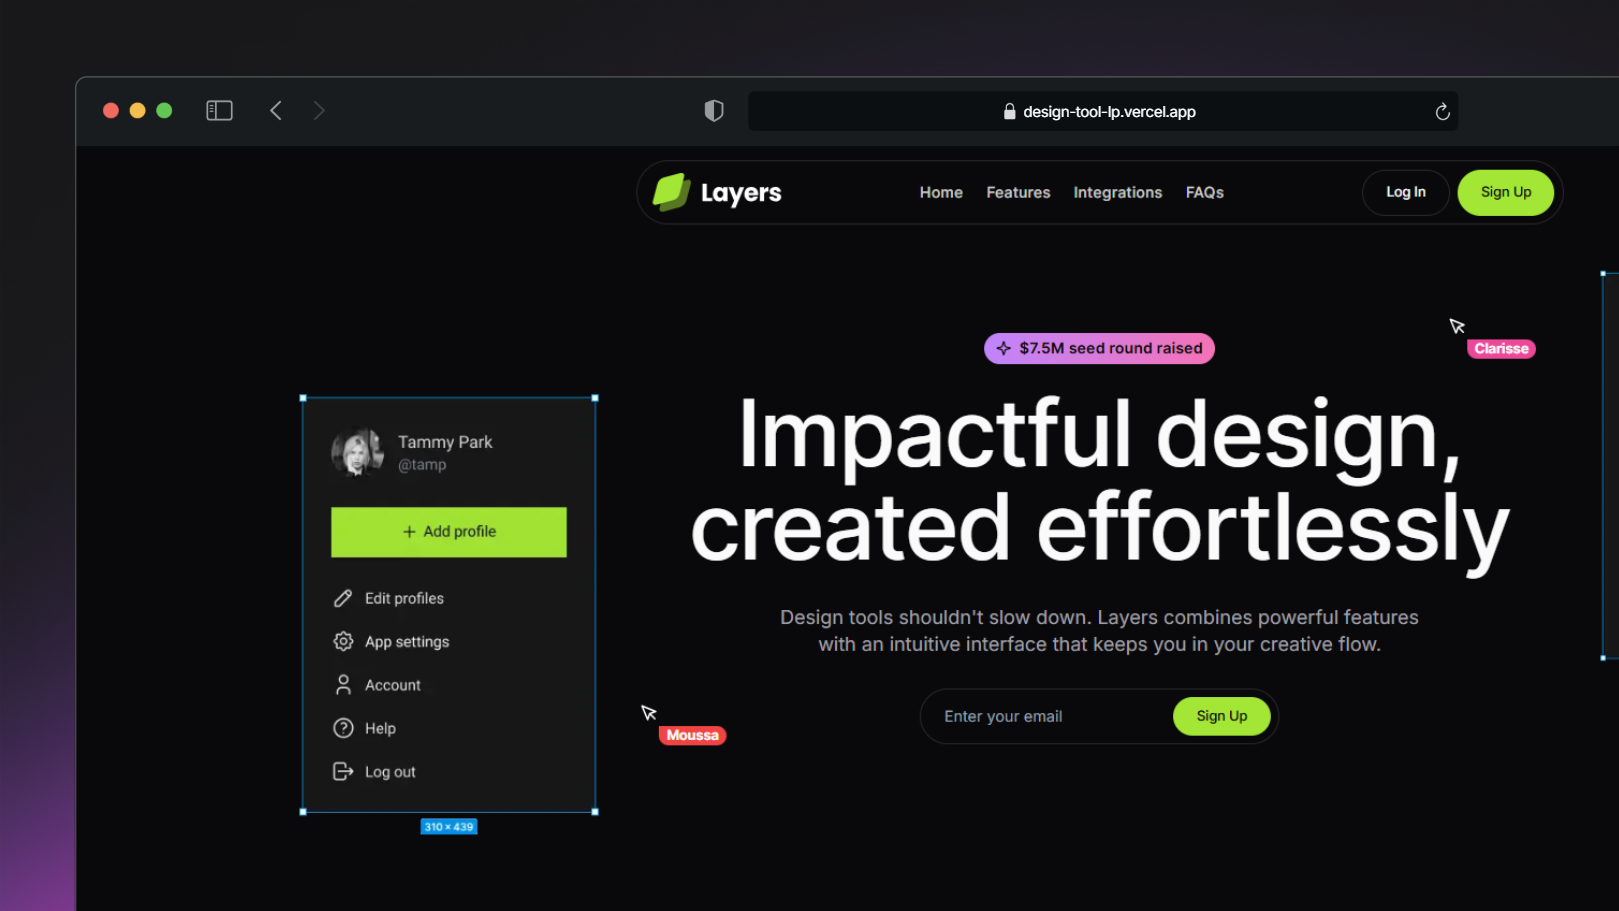 design-tool-lp.vercel.app
Layers
Home
Features
Integrations
FAQs
Log In
Sign Up
$7.5M seed round raised
Clarisse
Impactful design,
created effortlessly
Design tools shouldn't slow down. Layers combines powerful features
with an intuitive interface that keeps you in your creative flow.
Enter your email
Sign Up
Tammy Park
@tamp
+ Add profile
Edit profiles
App settings
Account
Help
Log out
310 × 439
Moussa